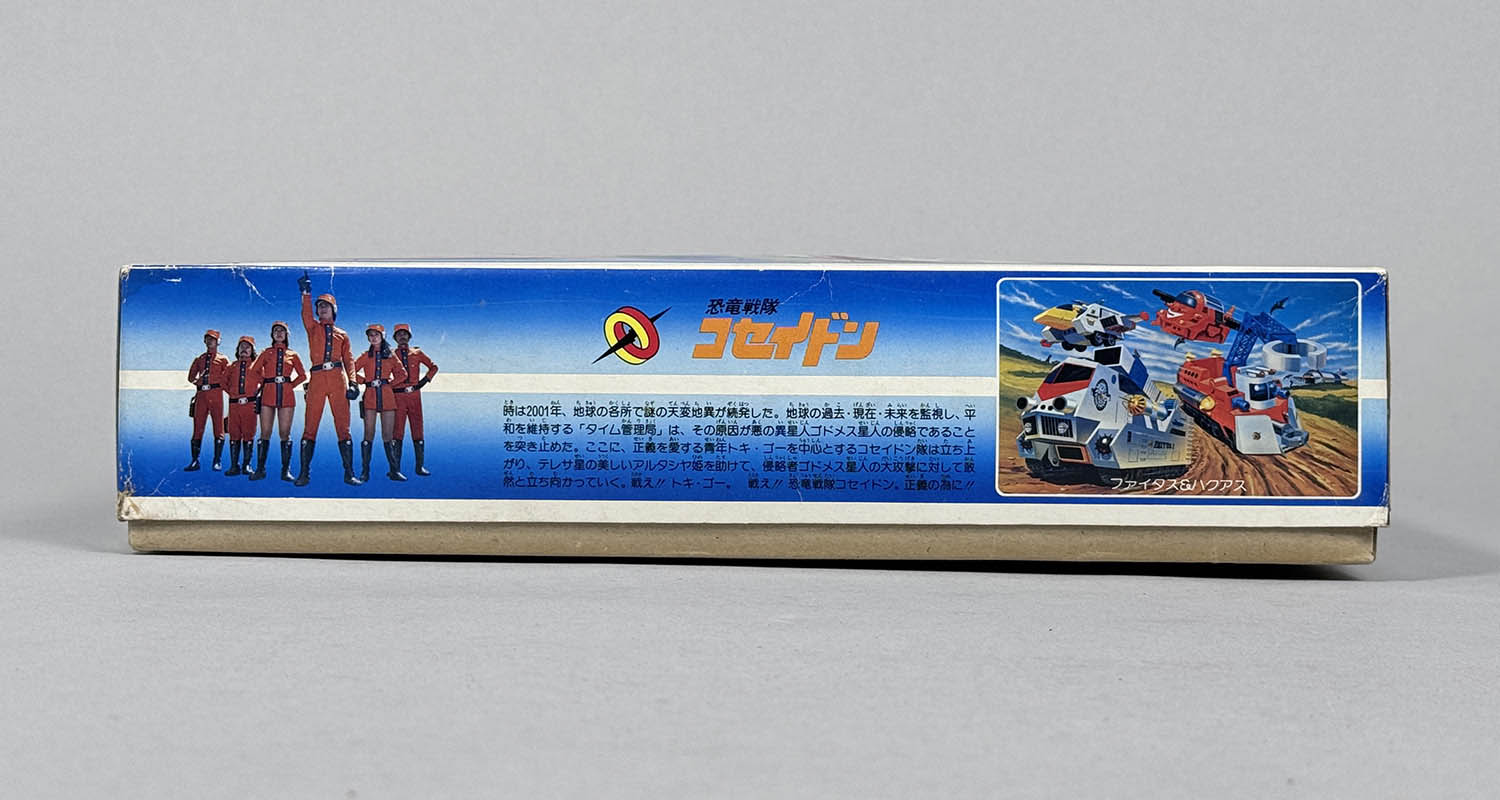 恐竜戦隊
コセイドン
時は2001年、地球の各所で謎の天変地異が続発した。地球の過去・現在・未来を監視し、平
和を維持する「タイム管理局」は、その原因が悪の異星人ゴドメス星人の侵略であること
を突き止めた。ここに、正義を愛する青年トキ・ゴーを中心とするコセイドン隊は立ち上
がり、テレサ星の美しいアルタシヤ姫を助けて、侵略者ゴドメス星人の大攻撃に対して敢
然と立ち向かっていく。戦え!! トキ・ゴー。 戦え!! 恐竜戦隊コセイドン。正義の為に!!
ファイタス&ハクアス